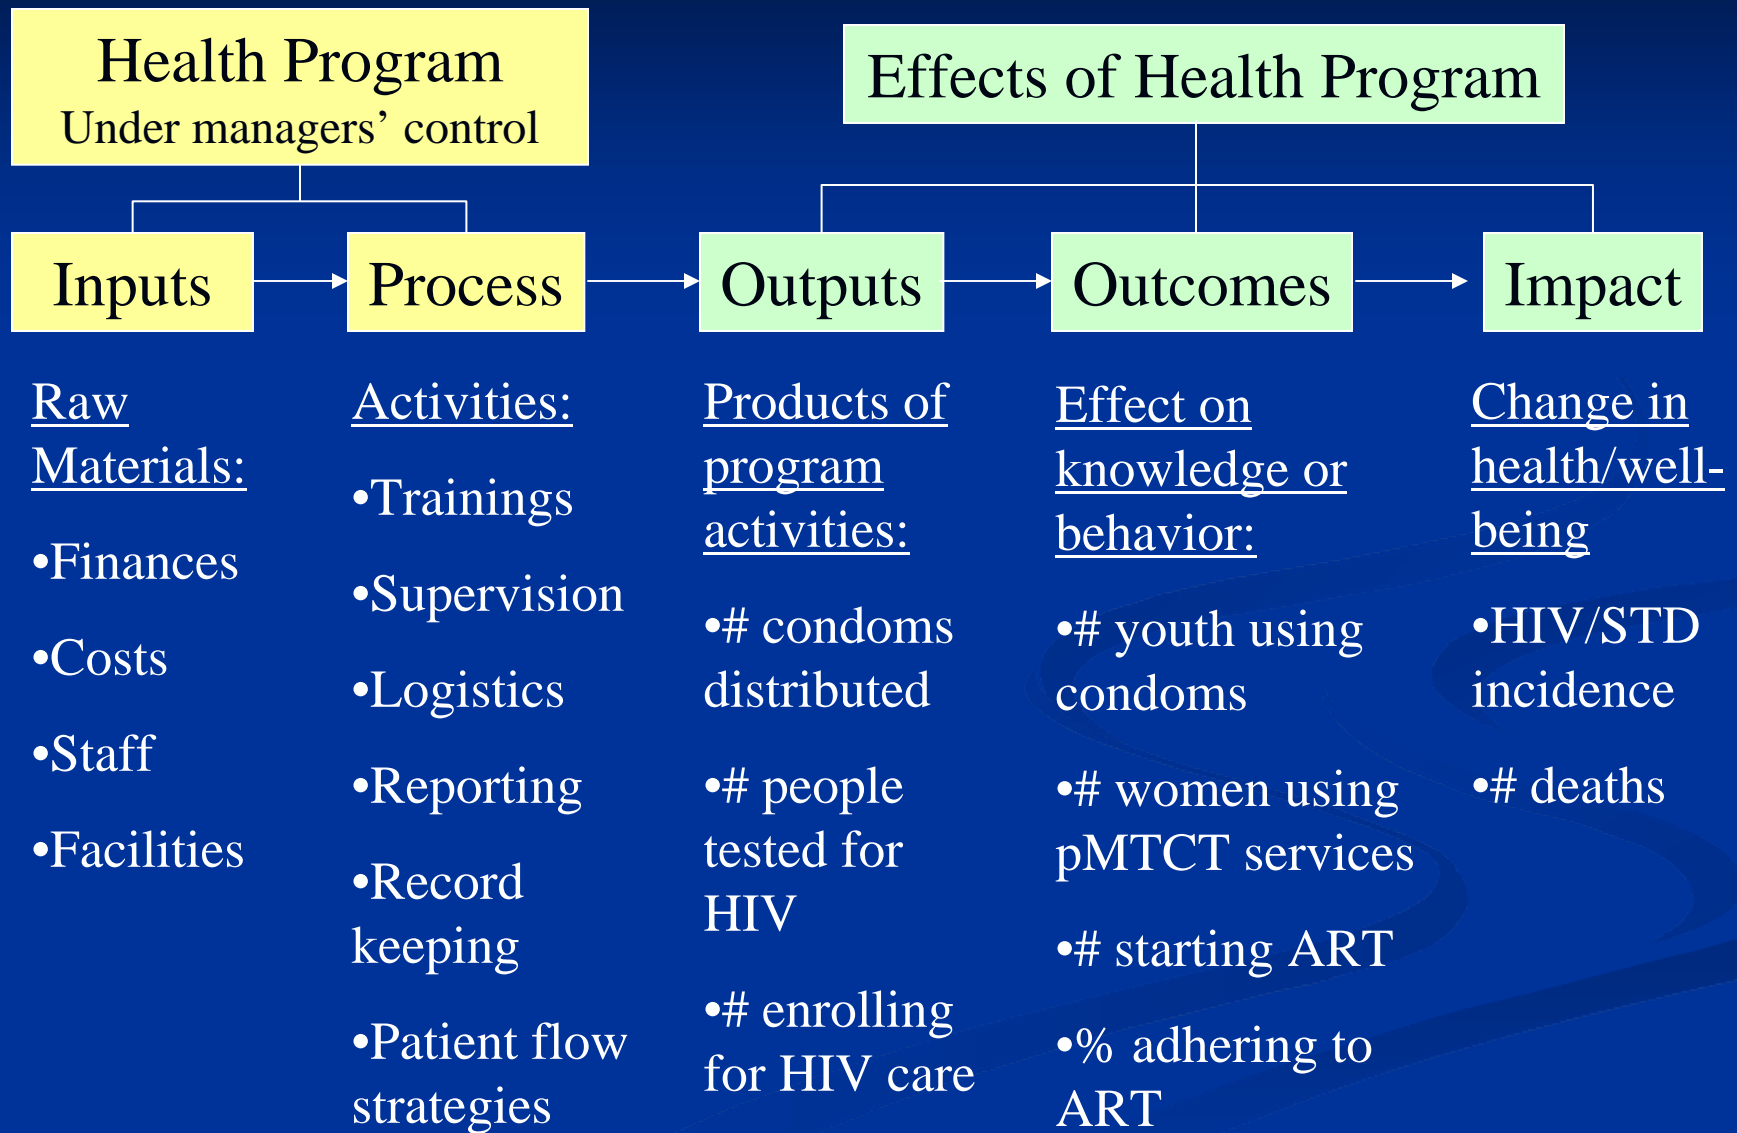 Health Program
Under managers’ control
Effects of Health Program
Inputs
Process
Outputs
Outcomes
Impact
Raw
Materials:
•Finances
•Costs
•Staff
•Facilities
Activities:
•Trainings
•Supervision
•Logistics
•Reporting
•Record
keeping
•Patient flow
strategies
Products of
program
activities:
•# condoms
distributed
•# people
tested for
HIV
•# enrolling
for HIV care
Effect on
knowledge or
behavior:
•# youth using
condoms
•# women using
pMTCT services
•# starting ART
•% adhering to
ART
Change in
health/well-
being
•HIV/STD
incidence
•# deaths